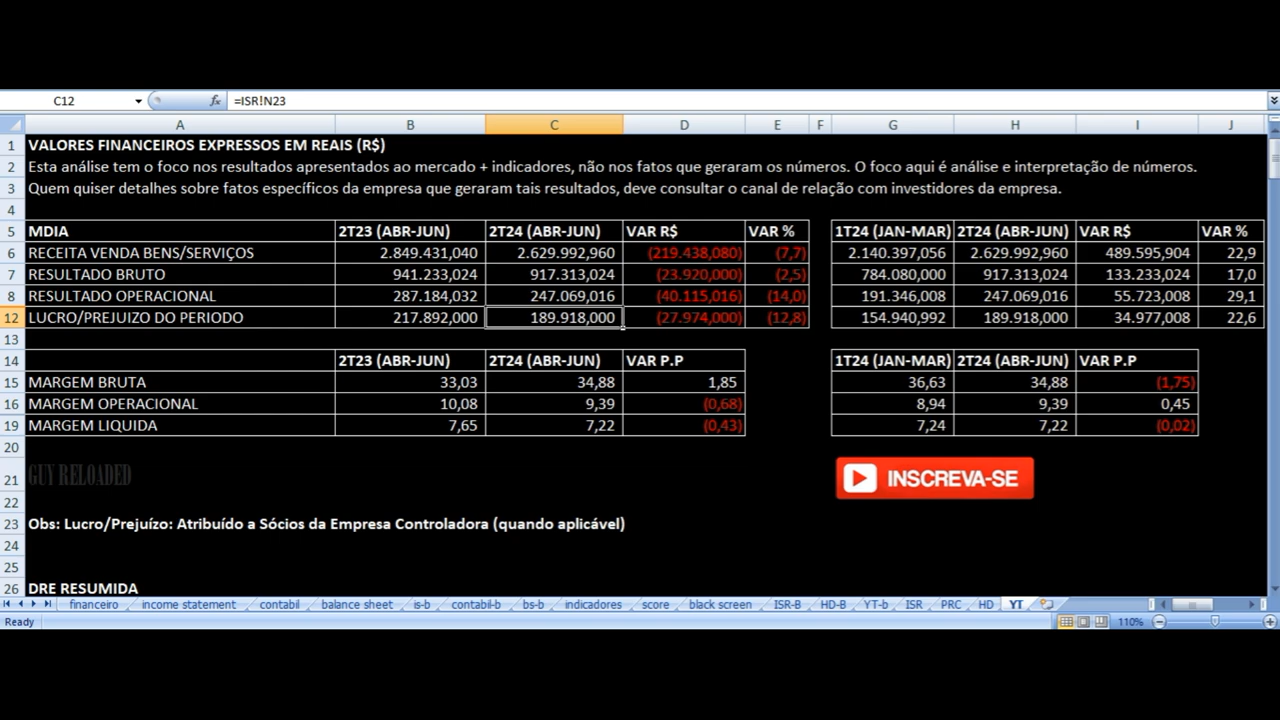 C12 fx =ISR!N23
A B C D E F G H I J
1 VALORES FINANCEIROS EXPRESSOS EM REAIS (R$)
2 Esta análise tem o foco nos resultados apresentados ao mercado + indicadores, não nos fatos que geraram os números. O foco aqui é análise e interpretação de números.
3 Quem quiser detalhes sobre fatos específicos da empresa que geraram tais resultados, deve consultar o canal de relação com investidores da empresa.
4
5 MDIA 2T23 (ABR-JUN) 2T24 (ABR-JUN) VAR R$ VAR % 1T24 (JAN-MAR) 2T24 (ABR-JUN) VAR R$ VAR %
6 RECEITA VENDA BENS/SERVIÇOS 2.849.431,040 2.629.992,960 (219.438,080) (7,7) 2.140.397,056 2.629.992,960 489.595,904 22,9
7 RESULTADO BRUTO 941.233,024 917.313,024 (23.920,000) (2,5) 784.080,000 917.313,024 133.233,024 17,0
8 RESULTADO OPERACIONAL 287.184,032 247.069,016 (40.115,016) (14,0) 191.346,008 247.069,016 55.723,008 29,1
12 LUCRO/PREJUIZO DO PERIODO 217.892,000 189.918,000 (27.974,000) (12,8) 154.940,992 189.918,000 34.977,008 22,6
13
14 2T23 (ABR-JUN) 2T24 (ABR-JUN) VAR P.P 1T24 (JAN-MAR) 2T24 (ABR-JUN) VAR P.P
15 MARGEM BRUTA 33,03 34,88 1,85 36,63 34,88 (1,75)
16 MARGEM OPERACIONAL 10,08 9,39 (0,68) 8,94 9,39 0,45
19 MARGEM LIQUIDA 7,65 7,22 (0,43) 7,24 7,22 (0,02)
20
21 GUY RELOADED INSCREVA-SE
22
23 Obs: Lucro/Prejuízo: Atribuído a Sócios da Empresa Controladora (quando aplicável)
24
25
26 DRE RESUMIDA
financeiro income statement contabil balance sheet is-b contabil-b bs-b indicadores score black screen ISR-B HD-B YT-b ISR PRC HD YT
Ready 110%